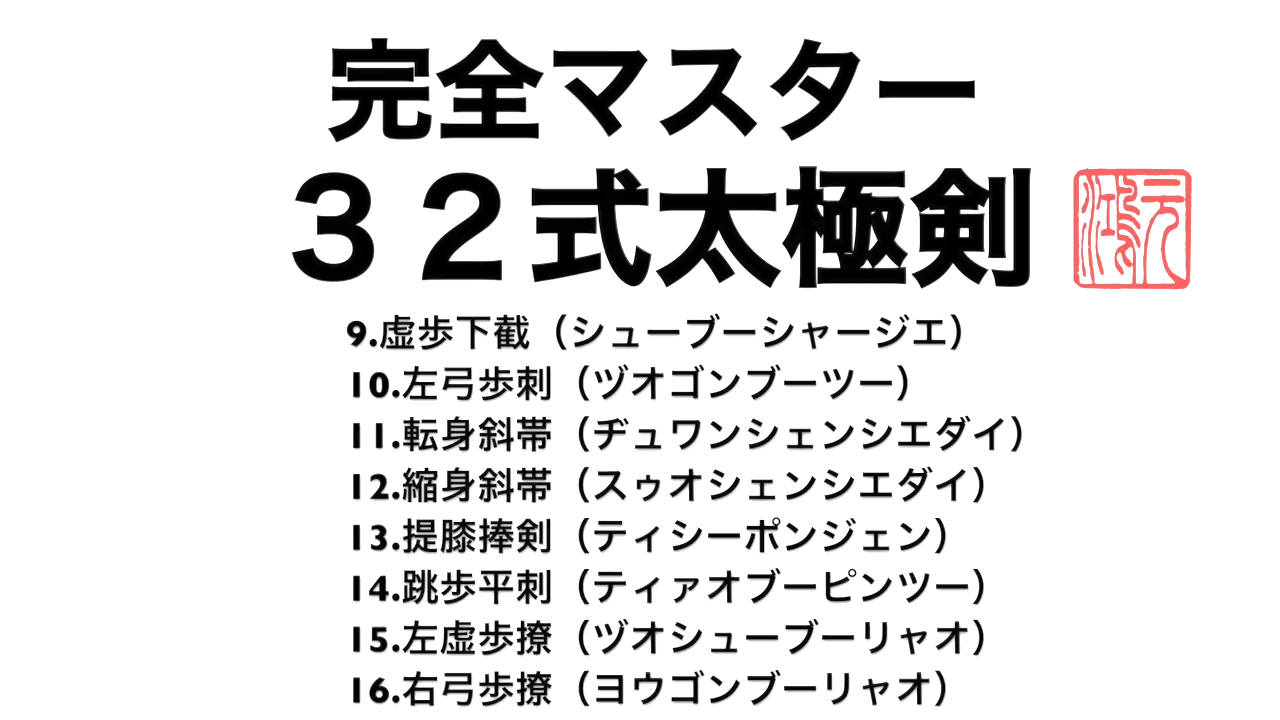 完全マスター
３２式太極剣
鴻元
9.虚歩下截（シューブーシャージエ）
10.左弓歩刺（ヅオゴンブーツー）
11.転身斜帯（ヂュワンシェンシエダイ）
12.縮身斜帯（スゥオシェンシエダイ）
13.提膝捧剣（ティシーポンジェン）
14.跳歩平刺（ティァオブーピンツー）
15.左虚歩撩（ヅオシューブーリャオ）
16.右弓歩撩（ヨウゴンブーリャオ）